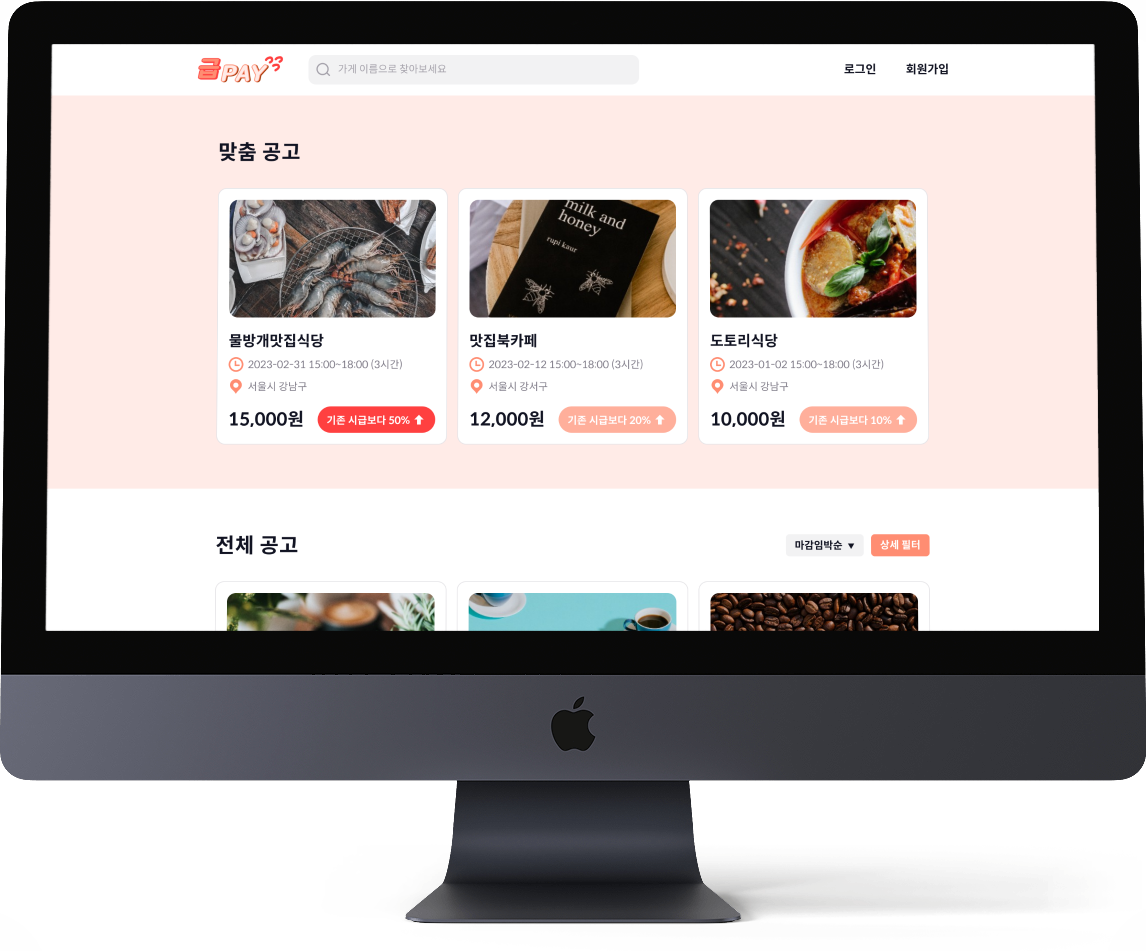 급PAY
가게 이름으로 찾아보세요
로그인
회원가입
맞춤 공고
milk and
honey
rupi kaur
물방개맛집식당
2023-02-31 15:00~18:00 (3시간)
서울시 강남구
15,000원
기존 시급보다 50%
맛집북카페
2023-02-12 15:00~18:00 (3시간)
서울시 강서구
12,000원
기존 시급보다 20%
도토리식당
2023-01-02 15:00~18:00 (3시간)
서울시 강남구
10,000원
기존 시급보다 10%
전체 공고
마감임박순 ▼
상세 필터